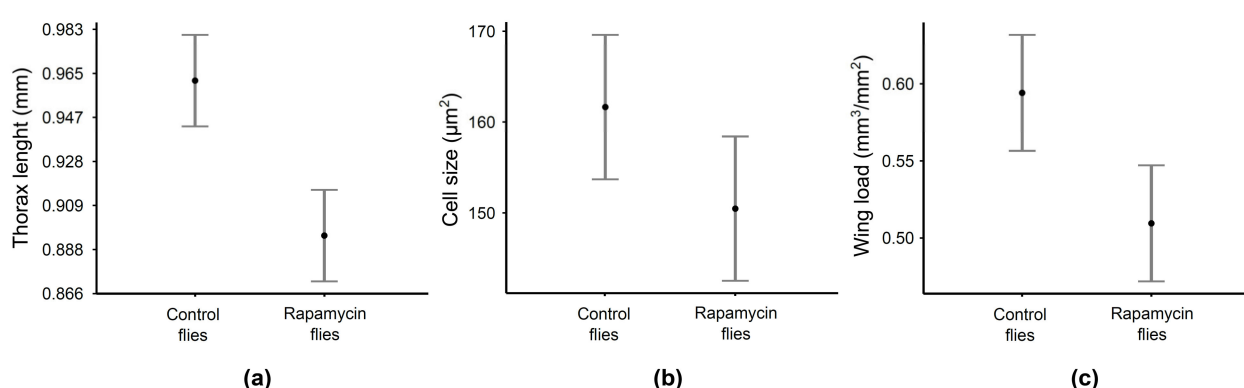 Thorax lenght (mm)
0.983
0.965
0.947
0.928
0.909
0.888
0.866
Control
flies
Rapamycin
flies
(a)
Cell size (μm²)
170
160
150
Control
flies
Rapamycin
flies
(b)
Wing load (mm³/mm²)
0.60
0.55
0.50
Control
flies
Rapamycin
flies
(c)